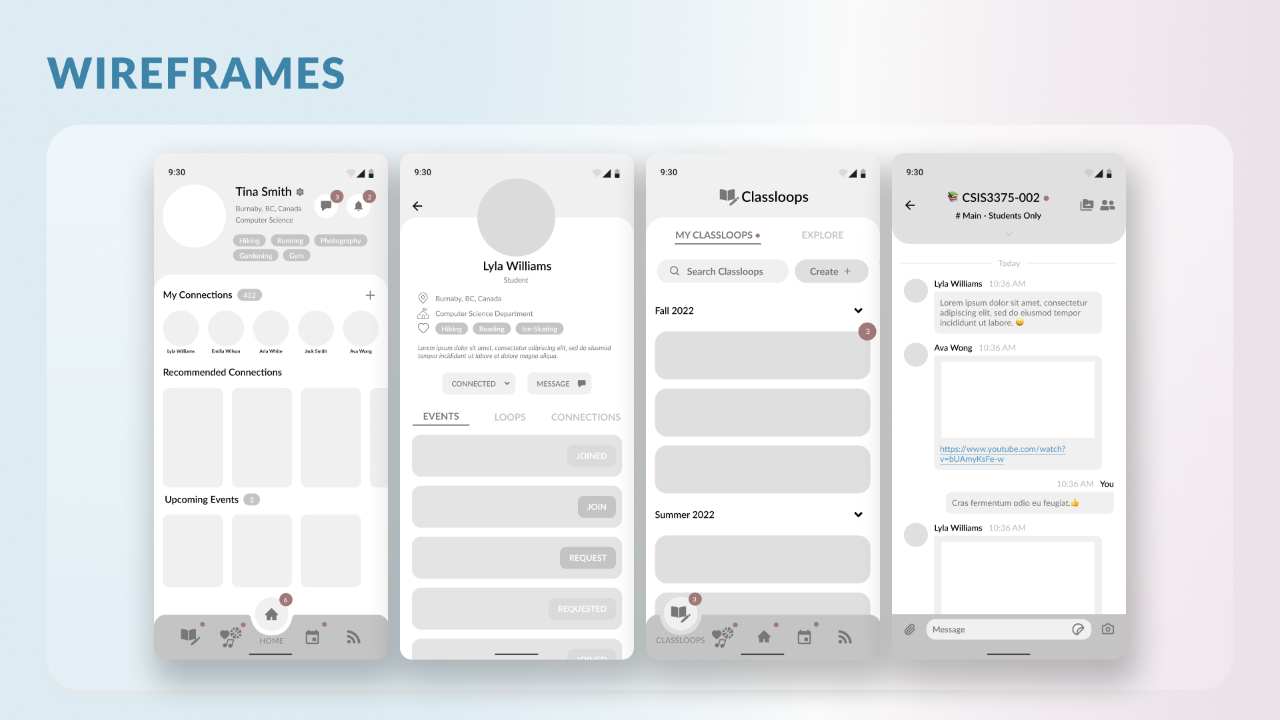 WIREFRAMES
9:30
Tina Smith
3
2
Burnaby, BC, Canada
Computer Science
Hiking
Running
Photography
Gardening
Gym
My Connections
452
Lyla Williams
Emilia Wilson
Aria White
Jack Smith
Ava Wong
Recommended Connections
Upcoming Events
3
6
HOME
9:30
Lyla Williams
Student
Burnaby, BC, Canada
Computer Science Department
Hiking
Reading
Ice-Skating
Lorem ipsum dolor sit amet, consectetur adipiscing elit, sed do eiusmod
tempor incididunt ut labore et dolore magna aliqua.
CONNECTED
MESSAGE
EVENTS
LOOPS
CONNECTIONS
JOINED
JOIN
REQUEST
REQUESTED
JOINED
9:30
Classloops
MY CLASSLOOPS
EXPLORE
Search Classloops
Create +
Fall 2022
3
Summer 2022
3
CLASSLOOPS
9:30
CSIS3375-002
# Main - Students Only
Today
Lyla Williams 10:36 AM
Lorem ipsum dolor sit amet, consectetur
adipiscing elit, sed do eiusmod tempor
incididunt ut labore. 😄
Ava Wong 10:36 AM
https://www.youtube.com/watch?
v=bUAmyKsFe-w
10:36 AM You
Cras fermentum odio eu feugiat.👍
Lyla Williams 10:36 AM
Message